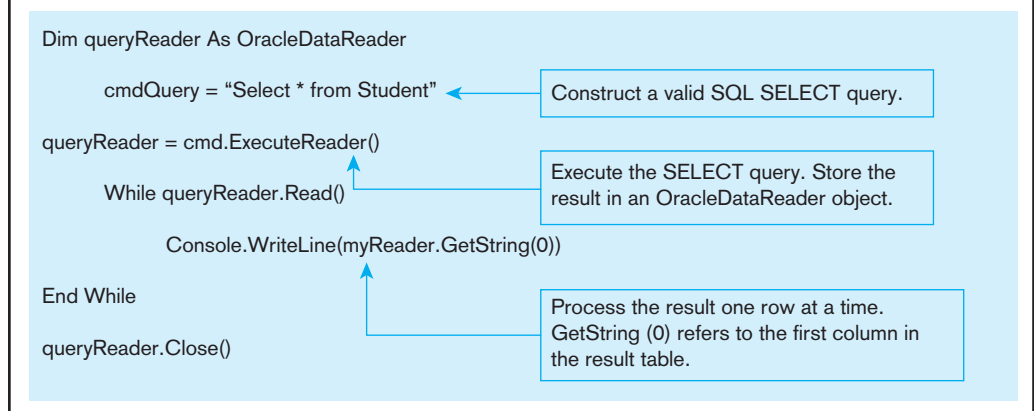 Dim queryReader As OracleDataReader
cmdQuery = “Select * from Student”
Construct a valid SQL SELECT query.
queryReader = cmd.ExecuteReader()
Execute the SELECT query. Store the
result in an OracleDataReader object.
While queryReader.Read()
Console.WriteLine(myReader.GetString(0))
End While
Process the result one row at a time.
GetString (0) refers to the first column in
the result table.
queryReader.Close()